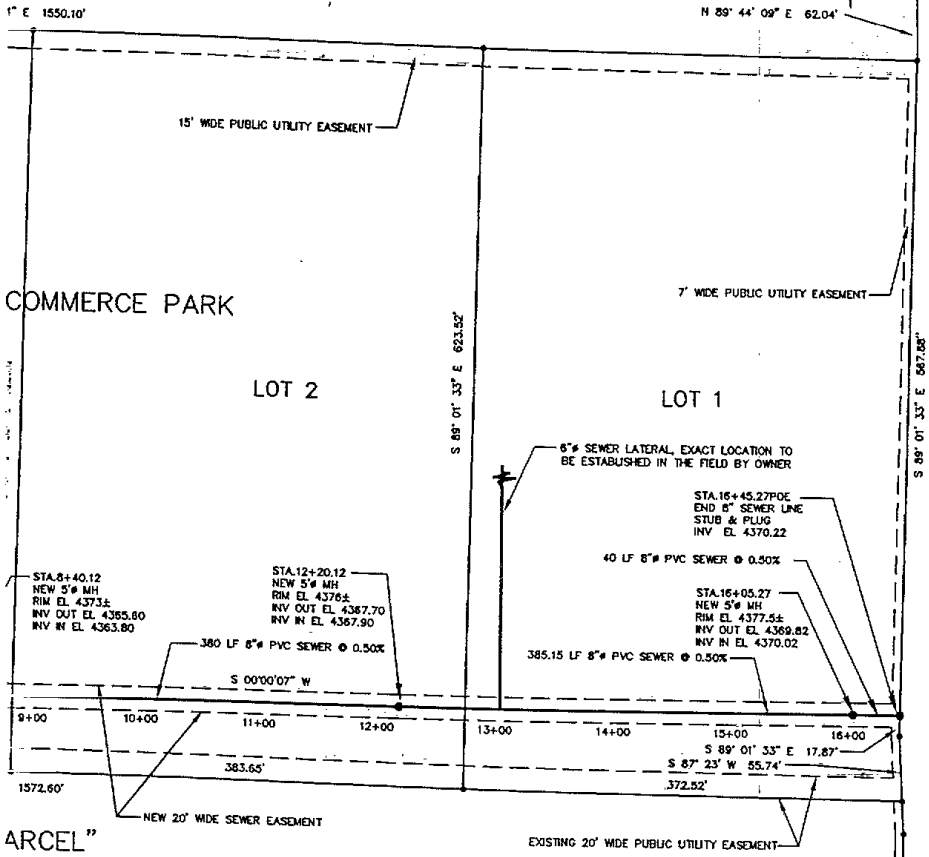 1" E 1550.10'
N 89° 44' 09" E 62.04'
15' WIDE PUBLIC UTILITY EASEMENT
7' WIDE PUBLIC UTILITY EASEMENT
COMMERCE PARK
LOT 2
S 89° 01' 33" E 623.52'
LOT 1
S 89° 01' 33" E 567.88'
6"ø SEWER LATERAL, EXACT LOCATION TO
BE ESTABLISHED IN THE FIELD BY OWNER
STA.16+45.27POE
END 8" SEWER LINE
STUB & PLUG
INV EL 4370.22
40 LF 8"ø PVC SEWER @ 0.50%
STA.8+40.12
NEW 5'ø MH
RIM EL 4373±
INV OUT EL 4365.60
INV IN EL 4363.80
STA.12+20.12
NEW 5'ø MH
RIM EL 4376±
INV OUT EL 4367.70
INV IN EL 4367.90
STA.16+05.27
NEW 5'ø MH
RIM EL 4377.5±
INV OUT EL 4369.82
INV IN EL 4370.02
380 LF 8"ø PVC SEWER @ 0.50%
385.15 LF 8"ø PVC SEWER @ 0.50%
S 00°00'07" W
9+00
10+00
11+00
12+00
13+00
14+00
15+00
16+00
S 89° 01' 33" E 17.87'
S 87° 23' W 55.74'
383.65'
372.52'
1572.60'
NEW 20' WIDE SEWER EASEMENT
EXISTING 20' WIDE PUBLIC UTILITY EASEMENT
ARCEL"